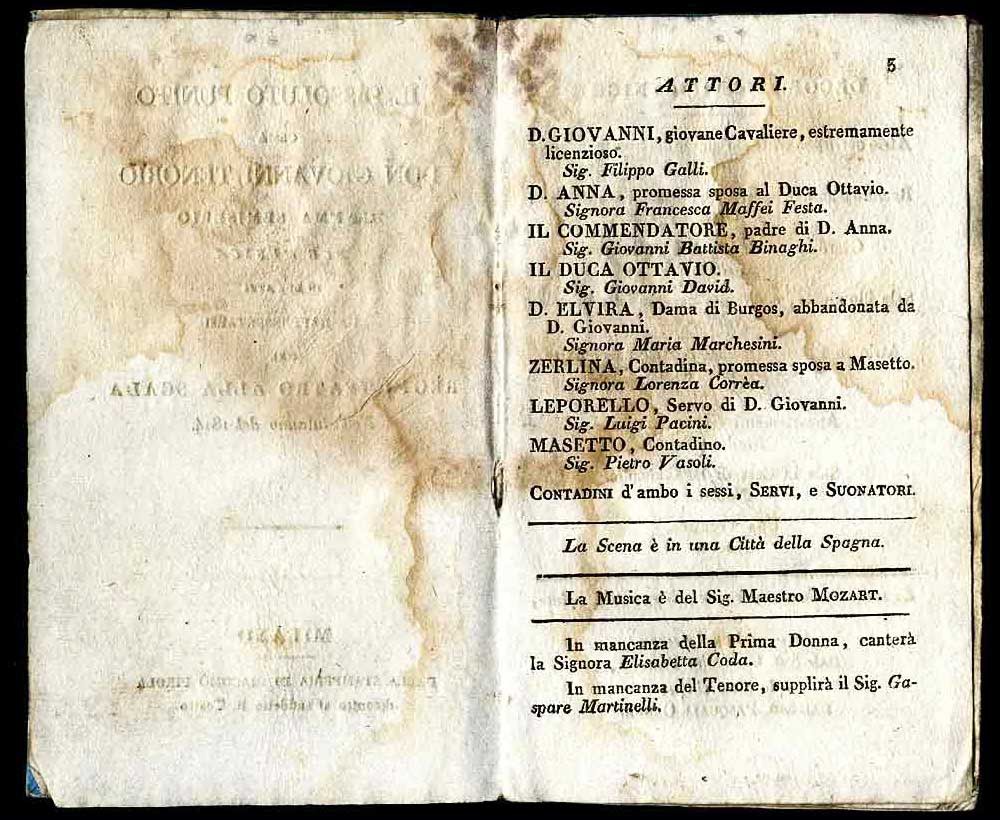 3
ATTORI.
D. GIOVANNI, giovane Cavaliere, estremamente
licenzioso.
Sig. Filippo Galli.
D. ANNA, promessa sposa al Duca Ottavio.
Signora Francesca Maffei Festa.
IL COMMENDATORE, padre di D. Anna.
Sig. Giovanni Battista Binaghi.
IL DUCA OTTAVIO.
Sig. Giovanni David.
D. ELVIRA, Dama di Burgos, abbandonata da
D. Giovanni.
Signora Maria Marchesini.
ZERLINA, Contadina, promessa sposa a Masetto.
Signora Lorenza Corrèa.
LEPORELLO, Servo di D. Giovanni.
Sig. Luigi Pacini.
MASETTO, Contadino.
Sig. Pietro Vasoli.
CONTADINI d'ambo i sessi, SERVI, e SUONATORI.
La Scena è in una Città della Spagna.
La Musica è del Sig. Maestro MOZART.
In mancanza della Prima Donna, canterà
la Signora Elisabetta Coda.
In mancanza del Tenore, supplirà il Sig. Ga-
spare Martinelli.